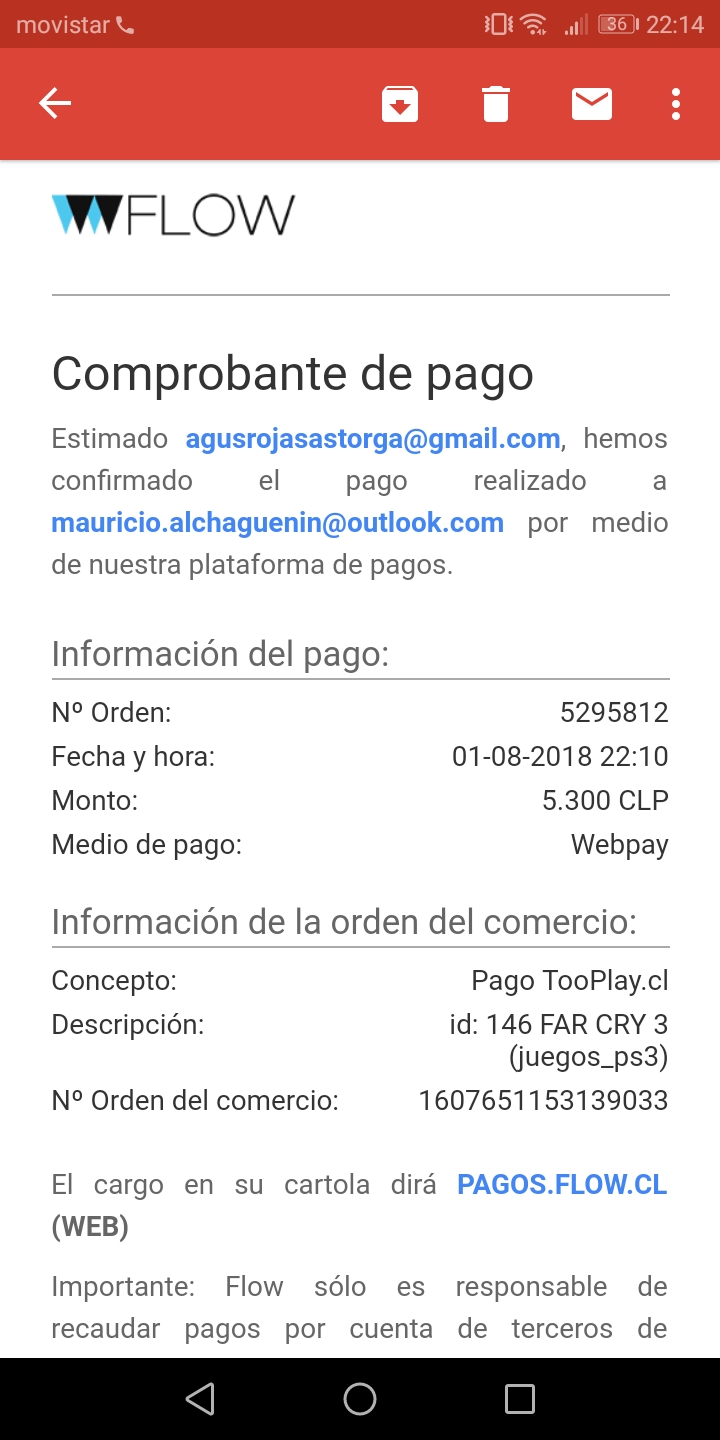 movistar 36 22:14
FLOW
Comprobante de pago
Estimado agusrojasastorga@gmail.com, hemos
confirmado el pago realizado a
mauricio.alchaguenin@outlook.com por medio
de nuestra plataforma de pagos.
Información del pago:
Nº Orden: 5295812
Fecha y hora: 01-08-2018 22:10
Monto: 5.300 CLP
Medio de pago: Webpay
Información de la orden del comercio:
Concepto: Pago TooPlay.cl
Descripción: id: 146 FAR CRY 3
(juegos_ps3)
Nº Orden del comercio: 1607651153139033
El cargo en su cartola dirá PAGOS.FLOW.CL
(WEB)
Importante: Flow sólo es responsable de
recaudar pagos por cuenta de terceros de